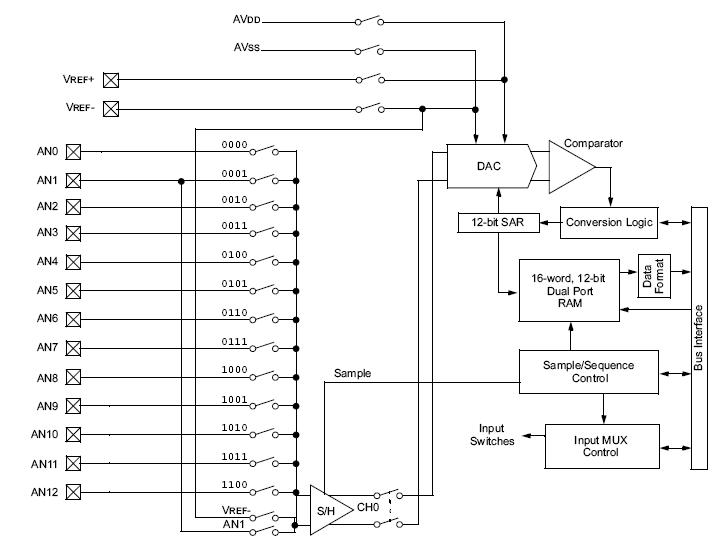 AVDD
AVSS
VREF+
VREF-
AN0 0000
AN1 0001
AN2 0010
AN3 0011
AN4 0100
AN5 0101
AN6 0110
AN7 0111
AN8 1000
AN9 1001
AN10 1010
AN11 1011
AN12 1100
VREF-
AN1
S/H
CH0
Sample
DAC
Comparator
12-bit SAR
Conversion Logic
16-word, 12-bit
Dual Port
RAM
Data
Format
Bus Interface
Sample/Sequence
Control
Input
Switches
Input MUX
Control